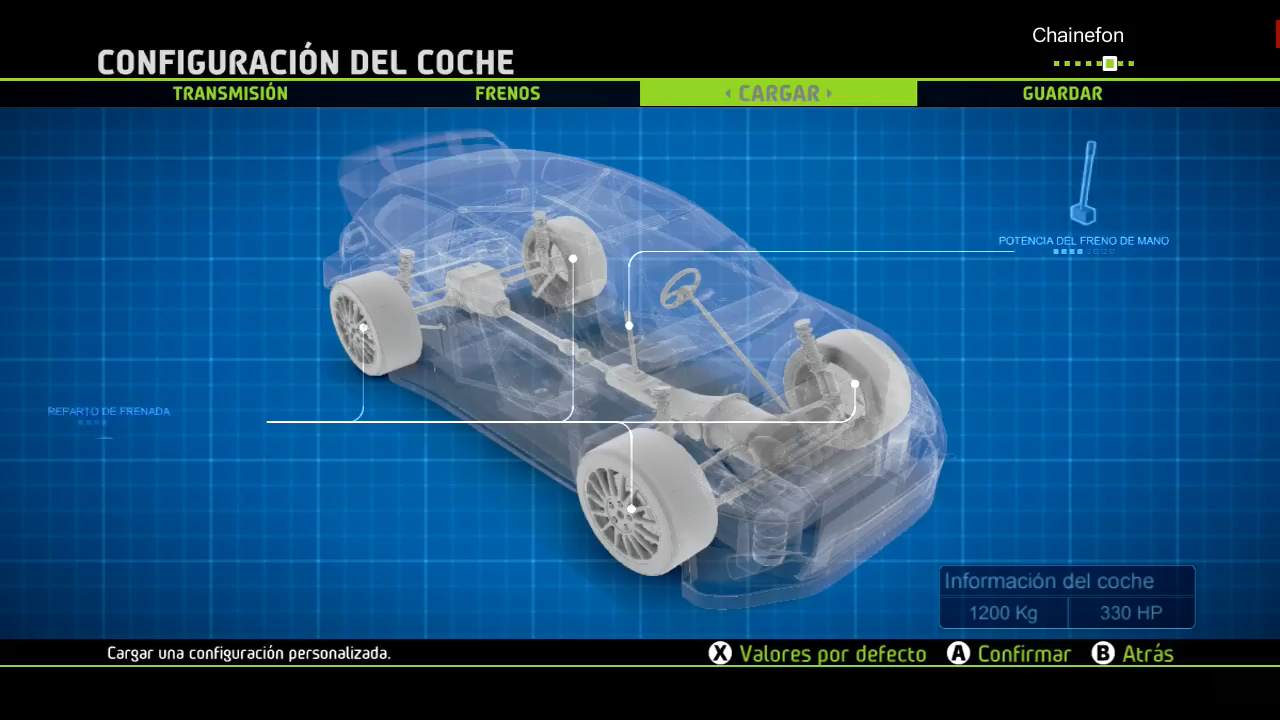 Chainefon
CONFIGURACIÓN DEL COCHE
TRANSMISIÓN
FRENOS
CARGAR
GUARDAR
POTENCIA DEL FRENO DE MANO
REPARTO DE FRENADA
Información del coche
1200 Kg 330 HP
Cargar una configuración personalizada.
X Valores por defecto A Confirmar B Atrás